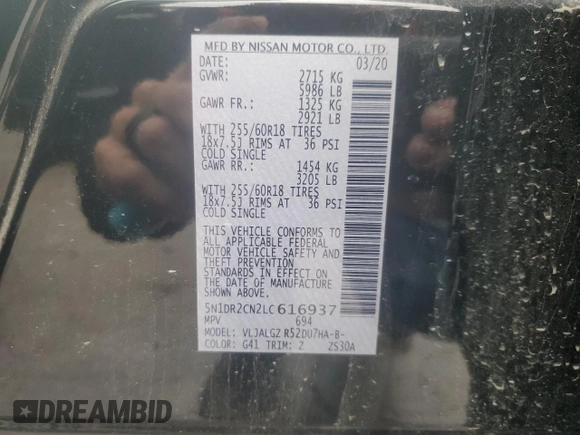 MFD BY NISSAN MOTOR CO., LTD.
DATE: 03/20
GVWR: 2715 KG
5986 LB
GAWR FR.: 1325 KG
2921 LB
WITH 255/60R18 TIRES
18x7.5J RIMS AT 36 PSI
COLD SINGLE
GAWR RR.: 1454 KG
3205 LB
WITH 255/60R18 TIRES
18x7.5J RIMS AT 36 PSI
COLD SINGLE
THIS VEHICLE CONFORMS TO
ALL APPLICABLE FEDERAL
MOTOR VEHICLE SAFETY
AND THEFT PREVENTION
STANDARDS IN EFFECT ON
THE DATE OF MANUFACTURE
SHOWN ABOVE.
5N1DR2CN2LC616937
MPV 694
MODEL: VLJALGZ R52DU7HA-B-
COLOR: G41 TRIM: Z ZS30A
DREAMBID